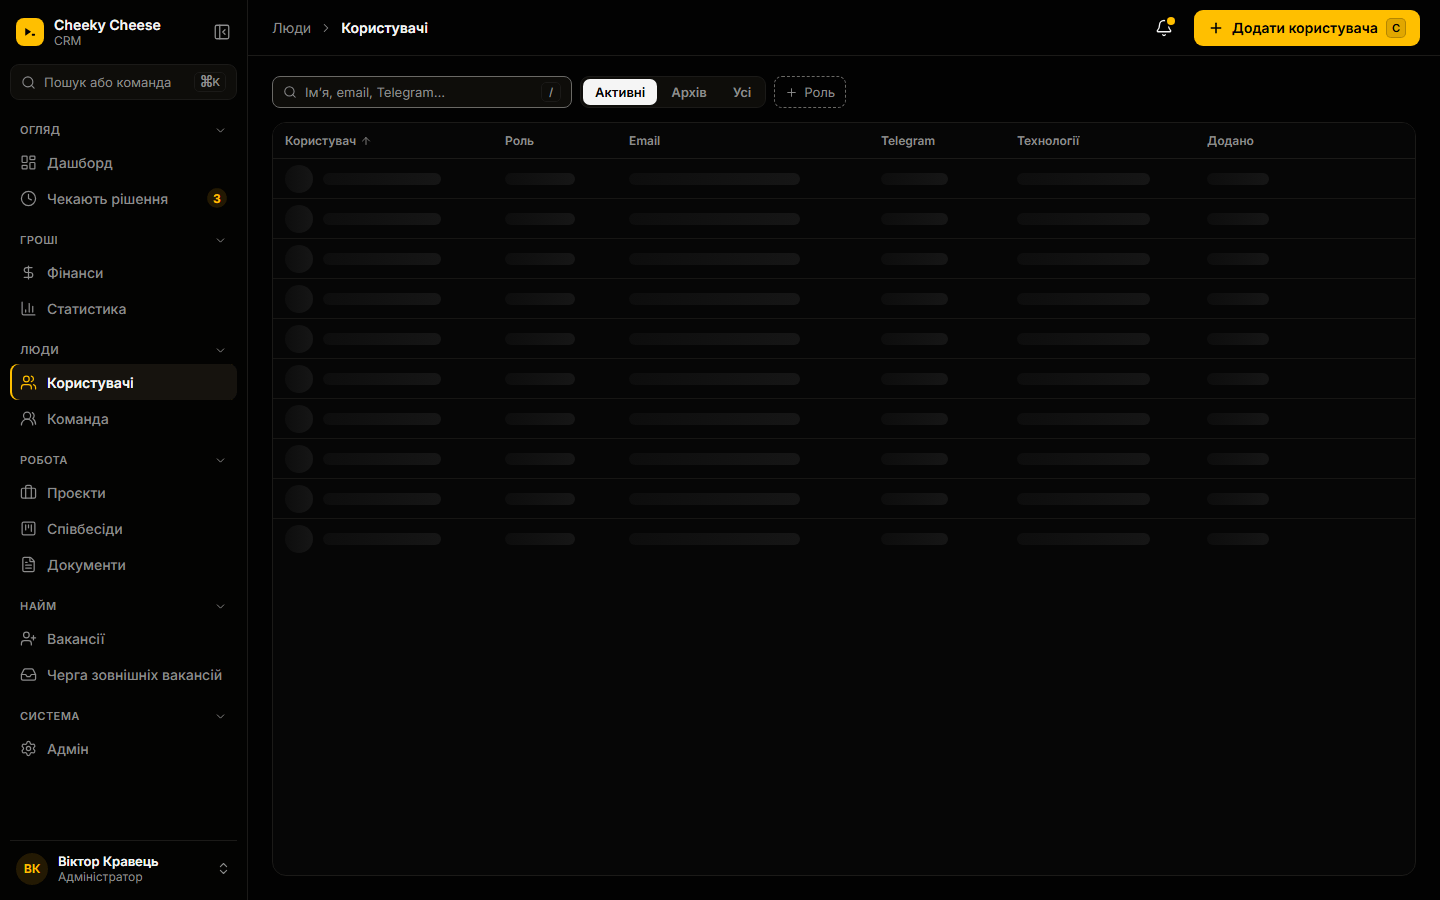 Cheeky Cheese
CRM
Пошук або команда ⌘K
ОГЛЯД
Дашборд
Чекають рішення 3
ГРОШІ
Фінанси
Статистика
ЛЮДИ
Користувачі
Команда
РОБОТА
Проєкти
Співбесіди
Документи
НАЙМ
Вакансії
Черга зовнішніх вакансій
СИСТЕМА
Адмін
ВК
Віктор Кравець
Адміністратор
Люди > Користувачі
+ Додати користувача C
Ім'я, email, Telegram... /
Активні Архів Усі
+ Роль
Користувач ↑ Роль Email Telegram Технології Додано